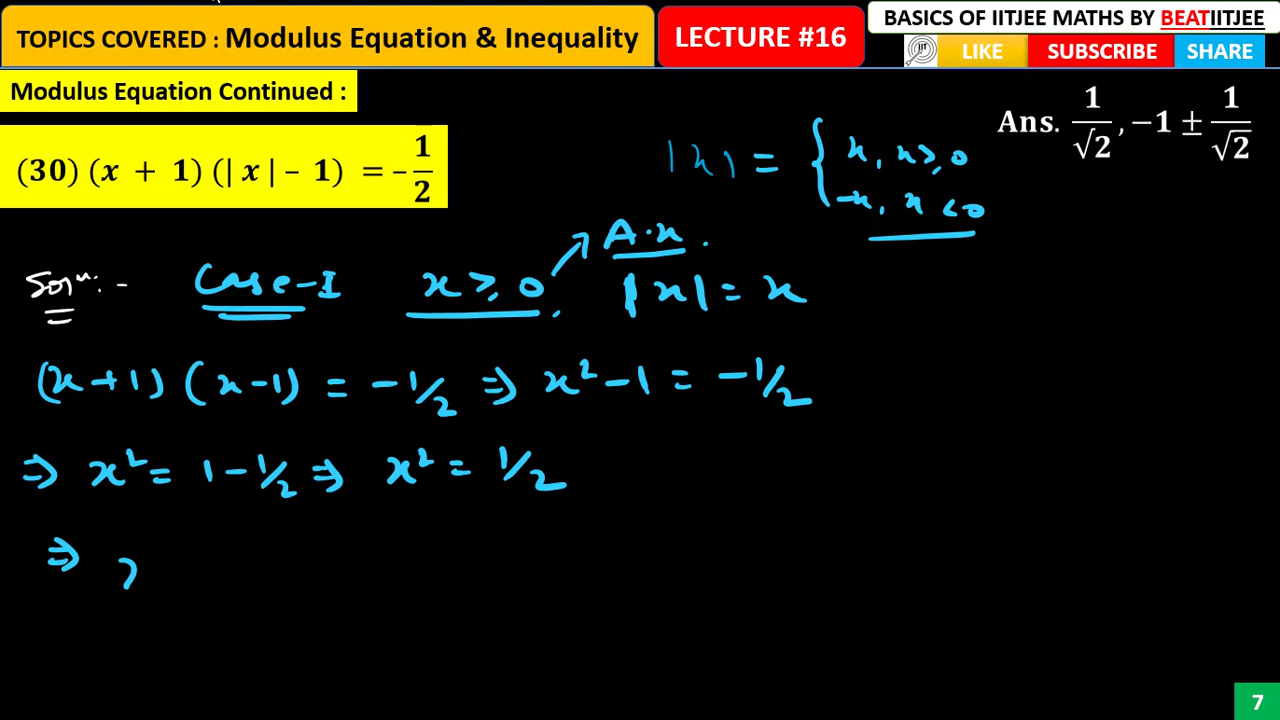 TOPICS COVERED : Modulus Equation & Inequality
LECTURE #16
BASICS OF IITJEE MATHS BY BEATIITJEE
IIT
LIKE
SUBSCRIBE
SHARE
Modulus Equation Continued :
Ans. 1/√2, −1 ± 1/√2
(30) (x + 1) (| x | − 1) = −1/2
|x| = { x, x ≥ 0
−x, x < 0
Soln:- Case-I x ≥ 0. A.x. |x| = x
(x+1) (x-1) = -1/2 ⇒ x² - 1 = -1/2
⇒ x² = 1 - 1/2 ⇒ x² = 1/2
⇒
7